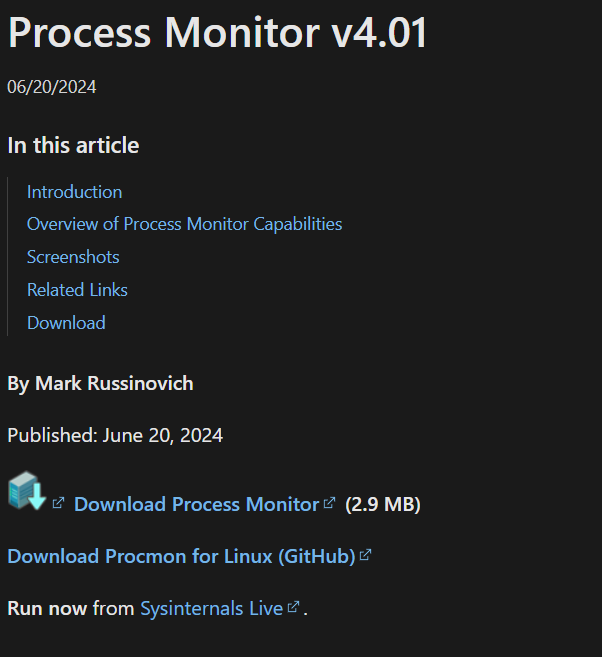 Process Monitor v4.01
06/20/2024
In this article
Introduction
Overview of Process Monitor Capabilities
Screenshots
Related Links
Download
By Mark Russinovich
Published: June 20, 2024
Download Process Monitor (2.9 MB)
Download Procmon for Linux (GitHub)
Run now from Sysinternals Live.